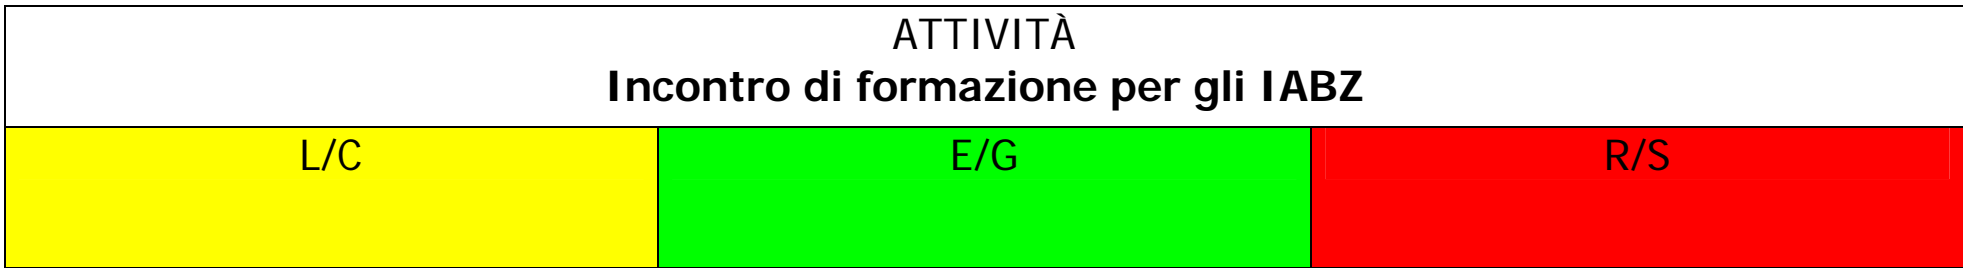 ATTIVITÀ
Incontro di formazione per gli IABZ
L/C
E/G
R/S